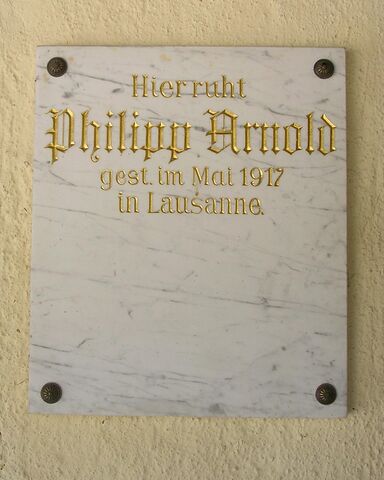 Hier ruht
Philipp Arnold
gest. im Mai 1917
in Lausanne.